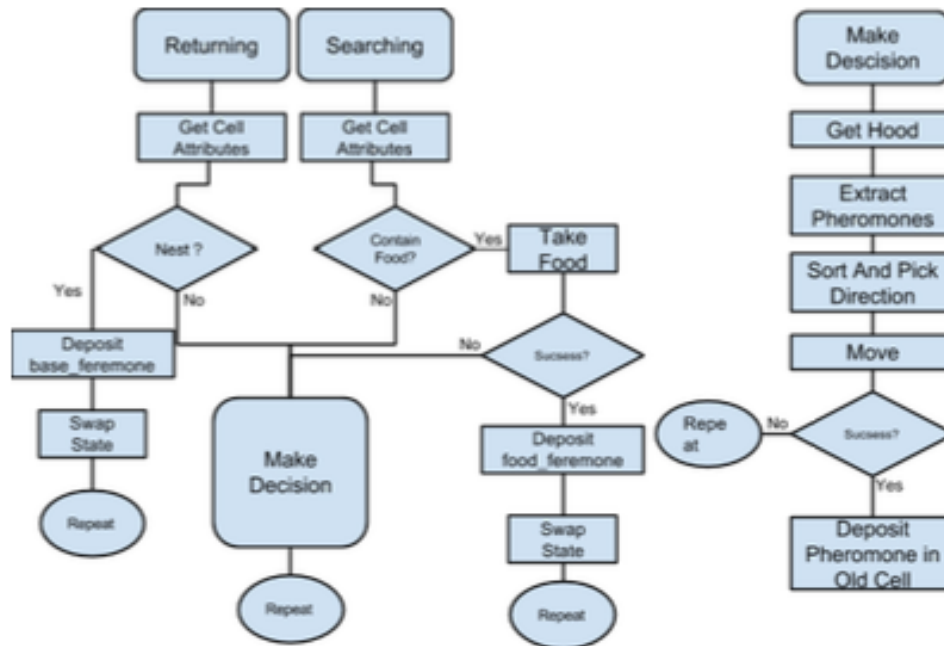 Returning
Searching
Make
Descision
Get Cell
Attributes
Get Cell
Attributes
Get Hood
Extract
Pheromones
Nest ?
Contain
Food?
Yes
Take
Food
Sort And Pick
Direction
Yes
No
No
Deposit
base_feremone
No
Sucsess?
Move
Yes
Swap
State
Make
Decision
Deposit
food_feremone
Repe
at
No
Sucsess?
Yes
Repeat
Swap
State
Deposit
Pheromone in
Old Cell
Repeat
Repeat